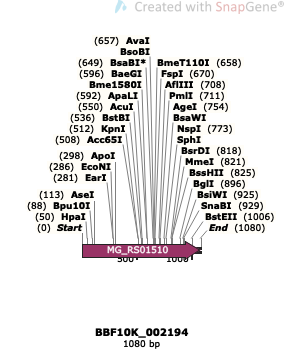 Created with SnapGene®
(657) AvaI
BsoBI
(649) BsaBI* BmeT110I (658)
(596) BaeGI FspI (670)
Bme1580I AflIII (708)
(592) ApaLI PmlI (711)
(550) AcuI AgeI (754)
(536) BstBI BsaWI
(512) KpnI NspI (773)
(508) Acc65I SphI
(298) ApoI BsrDI (818)
(286) EcoNI MmeI (821)
(281) EarI BssHII (825)
(113) AseI BglI (896)
(88) Bpu10I BsiWI (925)
(50) HpaI SnaBI (929)
(0) Start BstEII (1006)
End (1080)
MG_RS01510
500 1000
BBF10K_002194
1080 bp